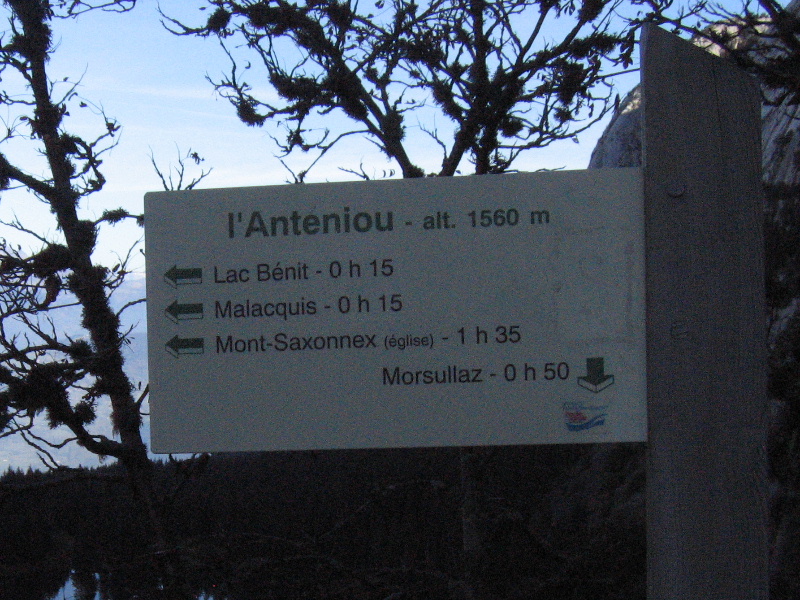 l'Anteniou - alt. 1560 m
Lac Bénit - 0 h 15
Malacquis - 0 h 15
Mont-Saxonnex (église) - 1 h 35
Morsullaz - 0 h 50